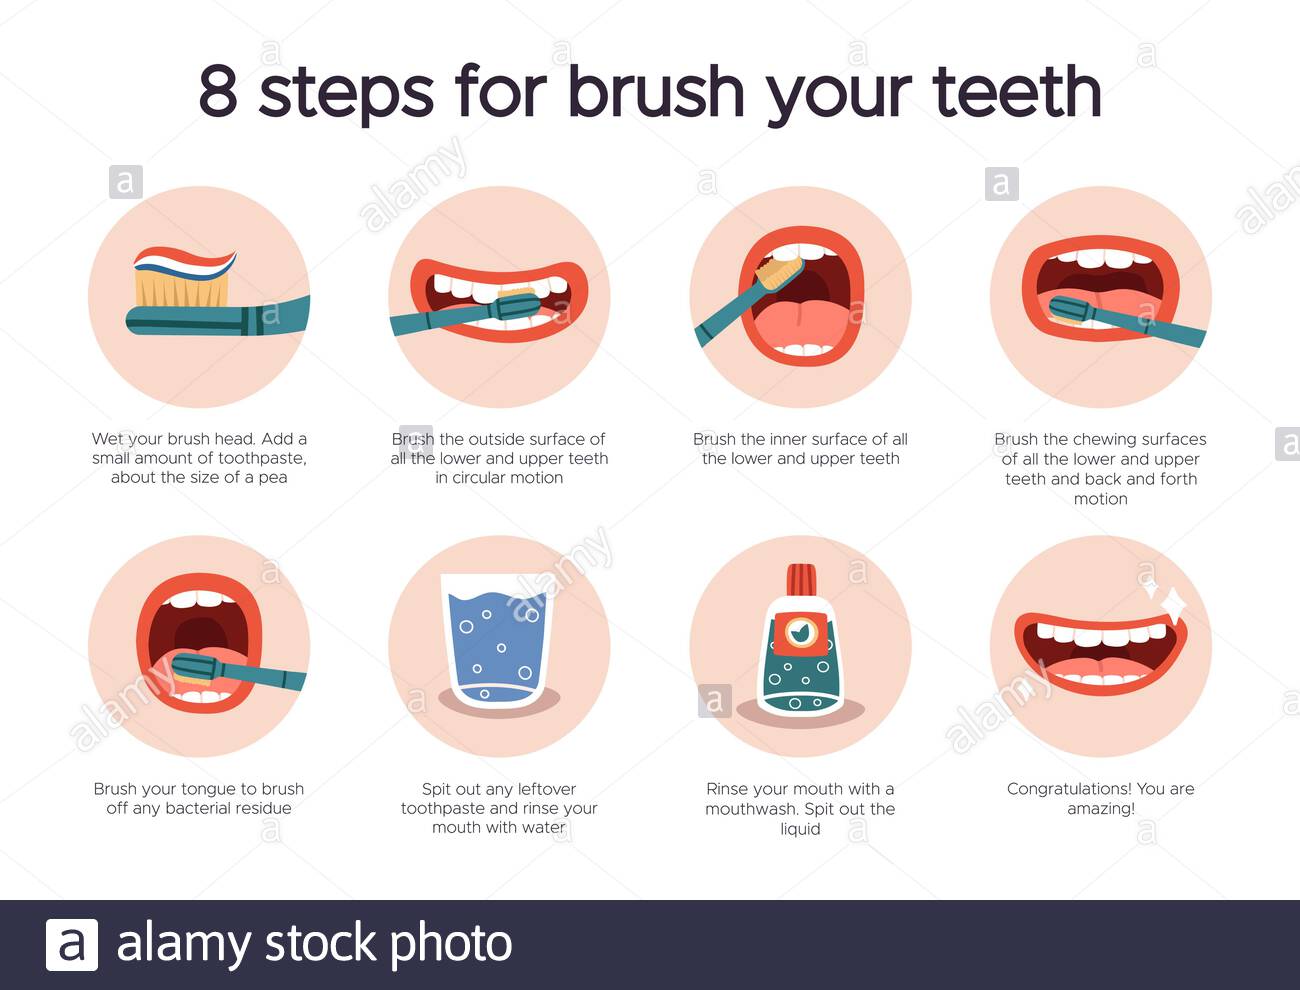 8 steps for brush your teeth
Wet your brush head. Add a
small amount of toothpaste,
about the size of a pea
Brush the outside surface of
all the lower and upper teeth
in circular motion
Brush the inner surface of all
the lower and upper teeth
Brush the chewing surfaces
of all the lower and upper
teeth and back and forth
motion
Brush your tongue to brush
off any bacterial residue
Spit out any leftover
toothpaste and rinse your
mouth with water
Rinse your mouth with a
mouthwash. Spit out the
liquid
Congratulations! You are
amazing!
a alamy stock photo
a
a
a
a
a
alamy
alamy
alamy
alamy
alamy